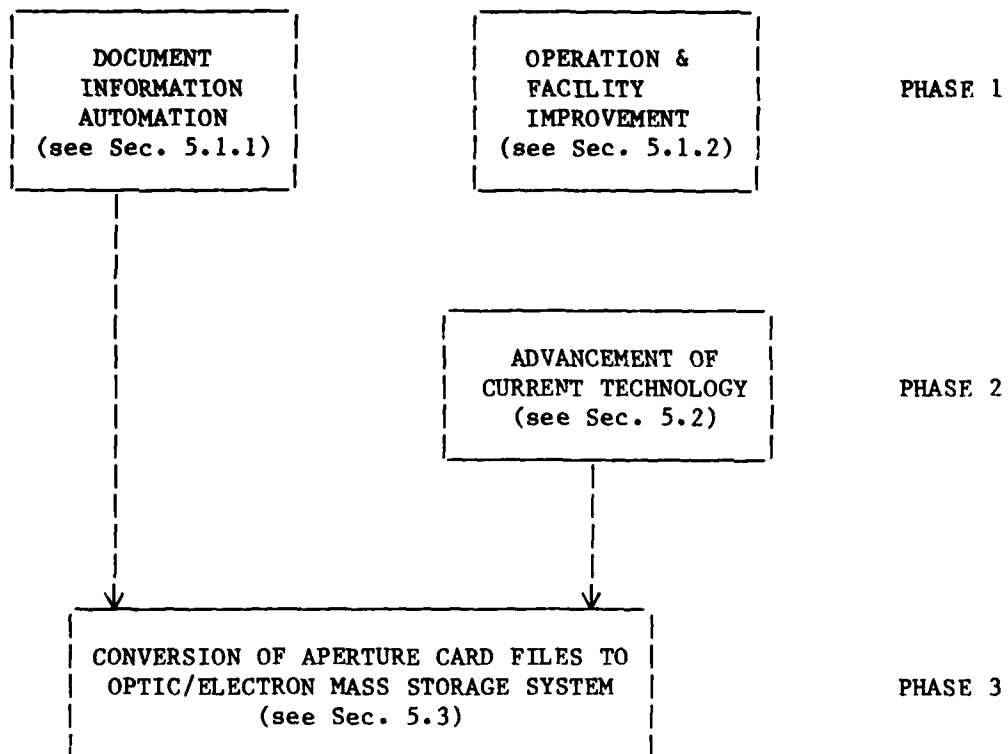 DOCUMENT
INFORMATION
AUTOMATION
(see Sec. 5.1.1)
OPERATION &
FACILITY
IMPROVEMENT
(see Sec. 5.1.2)
PHASE 1
ADVANCEMENT OF
CURRENT TECHNOLOGY
(see Sec. 5.2)
PHASE 2
CONVERSION OF APERTURE CARD FILES TO
OPTIC/ELECTRON MASS STORAGE SYSTEM
(see Sec. 5.3)
PHASE 3